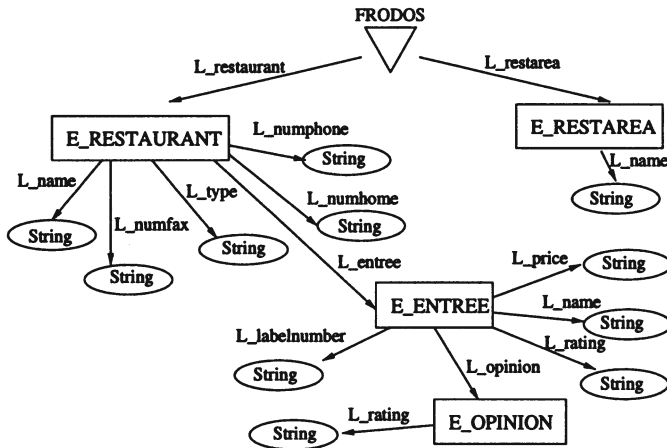 FRODOS
L_restaurant
L_restarea
E_RESTAURANT
L_numphone
E_RESTAREA
String
L_name
L_name
L_type
L_numhome
String
String
L_numfax
String
String
String
L_entree
L_price
String
E_ENTREE
L_name
String
L_labelnumber
L_rating
L_opinion
String
String
L_rating
E_OPINION
String